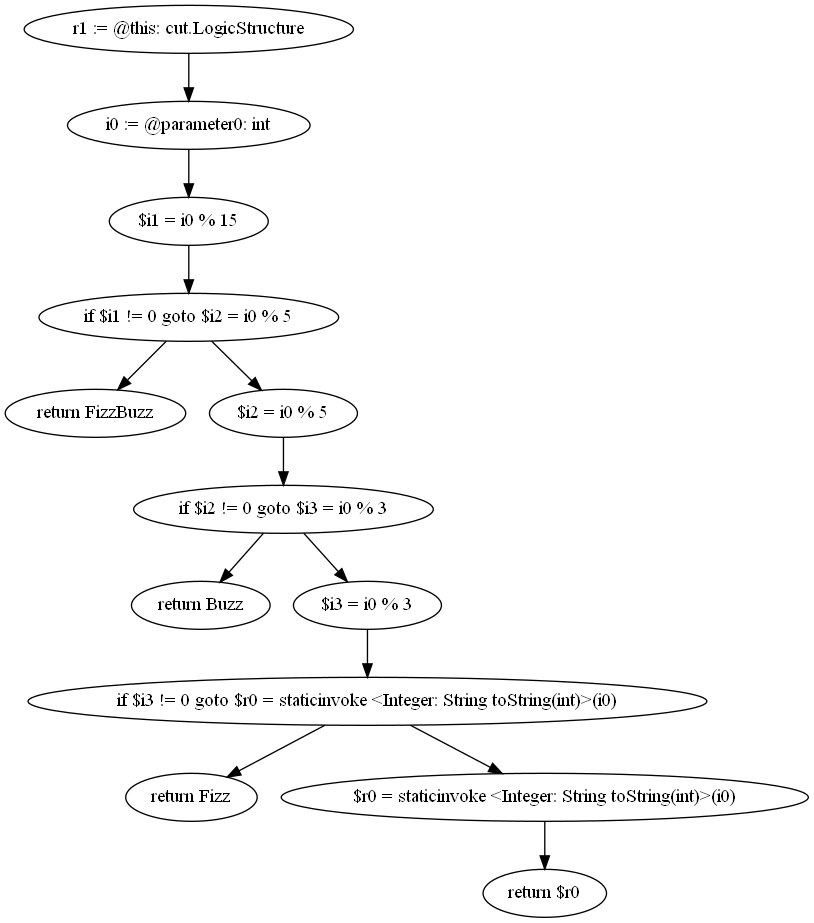 r1 := @this: cut.LogicStructure
i0 := @parameter0: int
$i1 = i0 % 15
if $i1 != 0 goto $i2 = i0 % 5
return FizzBuzz
$i2 = i0 % 5
if $i2 != 0 goto $i3 = i0 % 3
return Buzz
$i3 = i0 % 3
if $i3 != 0 goto $r0 = staticinvoke <Integer: String toString(int)>(i0)
return Fizz
$r0 = staticinvoke <Integer: String toString(int)>(i0)
return $r0